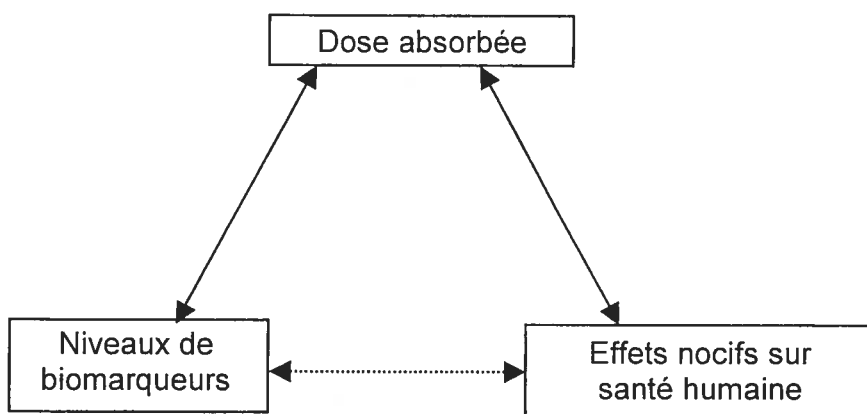 Dose absorbée
Niveaux de
biomarqueurs
Effets nocifs sur
santé humaine